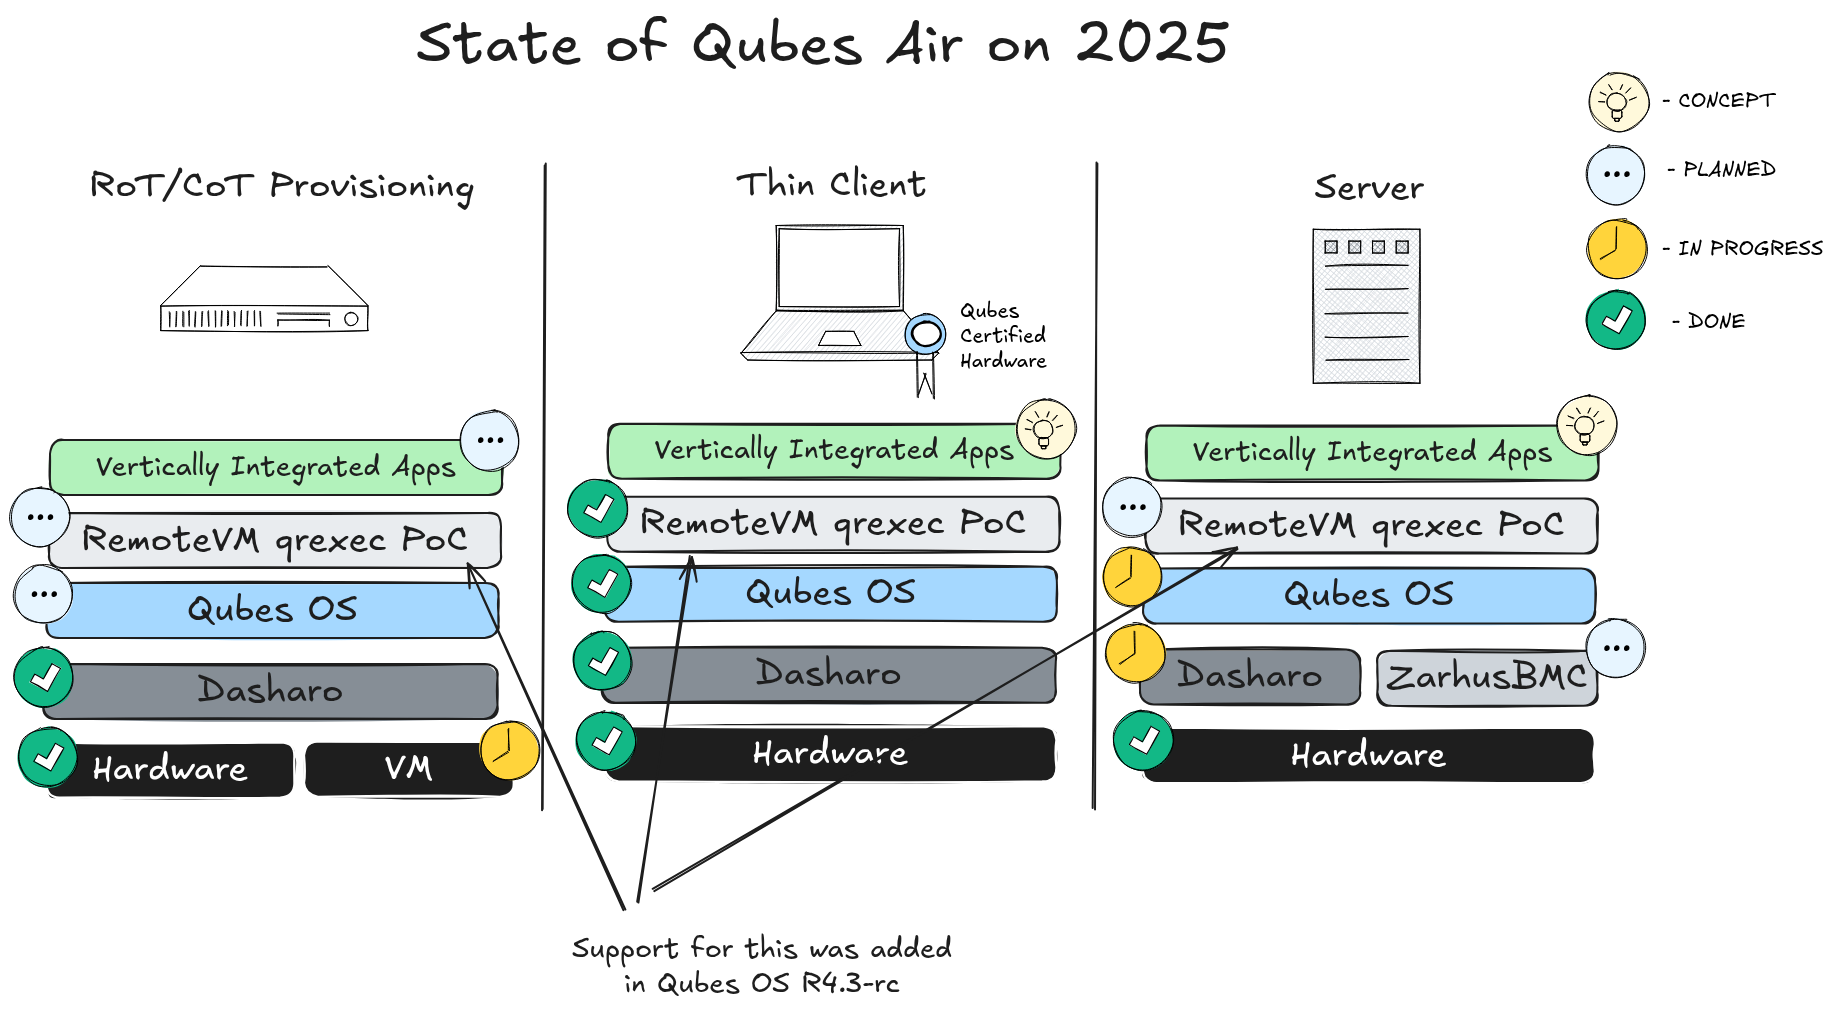 State of Qubes Air on 2025
- CONCEPT
- PLANNED
- IN PROGRESS
- DONE
RoT/CoT Provisioning
Vertically Integrated Apps
RemoteVM qrexec PoC
Qubes OS
Dasharo
Hardware
VM
Thin Client
Qubes
Certified
Hardware
Vertically Integrated Apps
RemoteVM qrexec PoC
Qubes OS
Dasharo
Hardware
Server
Vertically Integrated Apps
RemoteVM qrexec PoC
Qubes OS
Dasharo
ZarhusBMC
Hardware
Support for this was added
in Qubes OS R4.3-rc